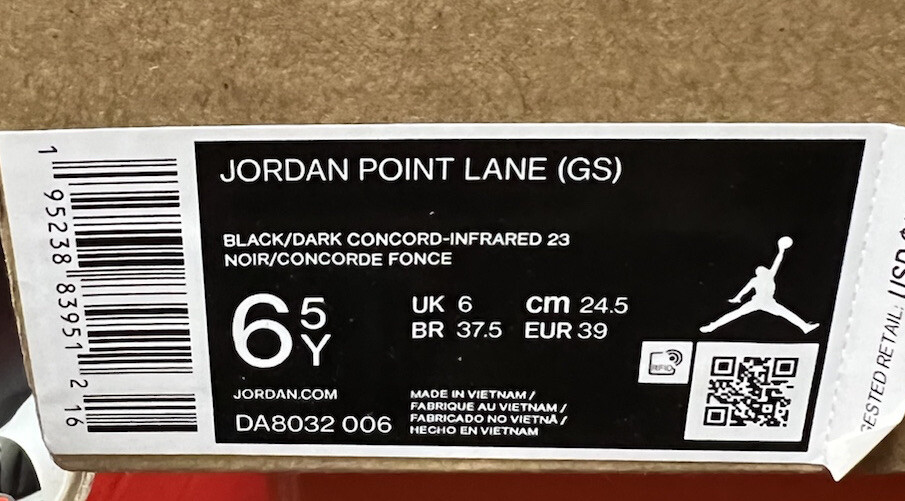 JORDAN POINT LANE (GS)
BLACK/DARK CONCORD-INFRARED 23
NOIR/CONCORDE FONCE
6 5 Y
UK 6 cm 24.5
BR 37.5 EUR 39
JORDAN.COM
DA8032 006
MADE IN VIETNAM /
FABRIQUE AU VIETNAM /
FABRICADO NO VIETNÃ /
HECHO EN VIETNAM
RFID
1 95238 83951 2 16
RETAIL: USD